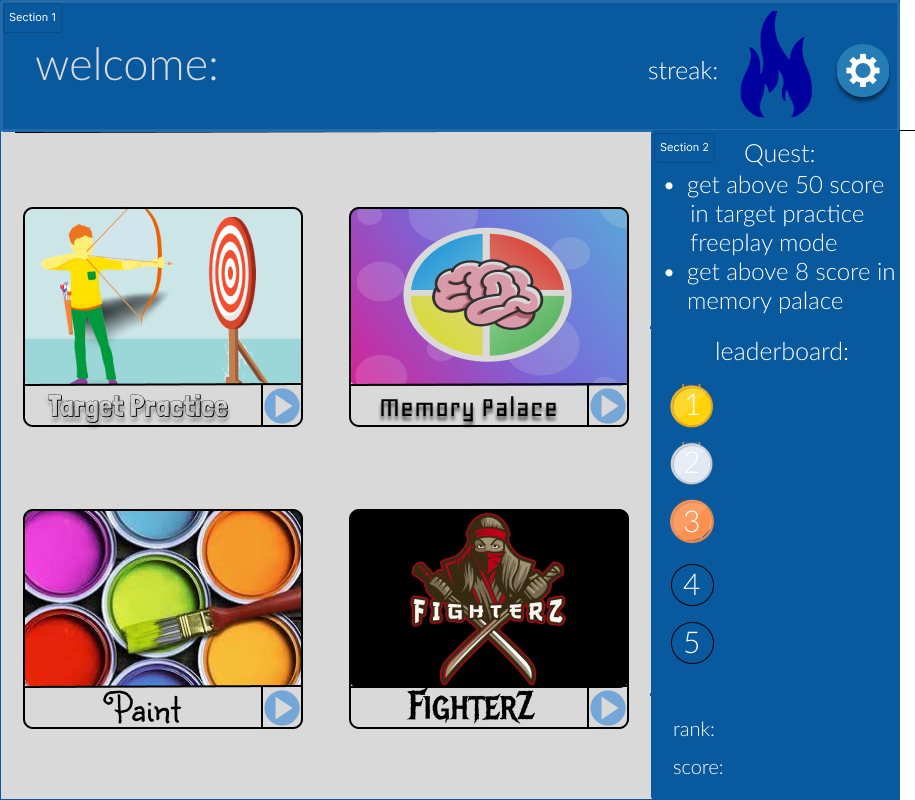 Section 1
welcome:
streak:
Section 2
Quest:
• get above 50 score
in target practice
freeplay mode
• get above 8 score in
memory palace
leaderboard:
1
2
3
4
5
rank:
score:
Target Practice
Memory Palace
FIGHTERZ
Paint
FIGHTERZ